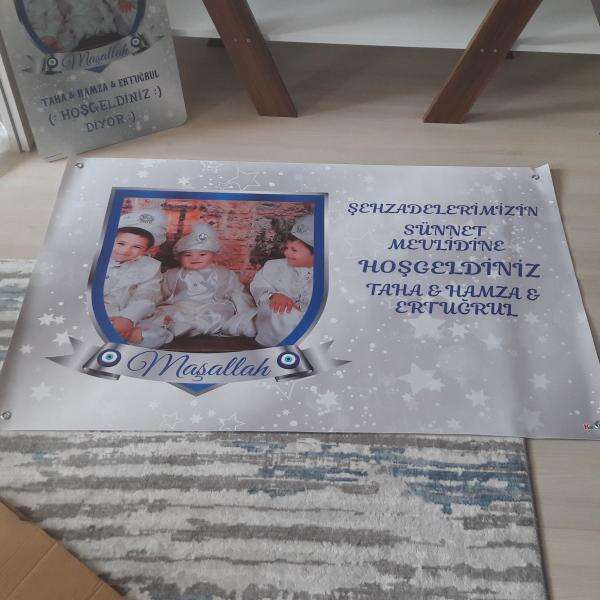 Maşallah
TAHA & HAMZA & ERTUĞRUL
(: HOŞGELDİNİZ :)
DİYOR :)
ŞEHZADELERİMİZİN
SÜNNET
MEVLİDİNE
HOŞGELDİNİZ
TAHA & HAMZA &
ERTUĞRUL
Maşallah